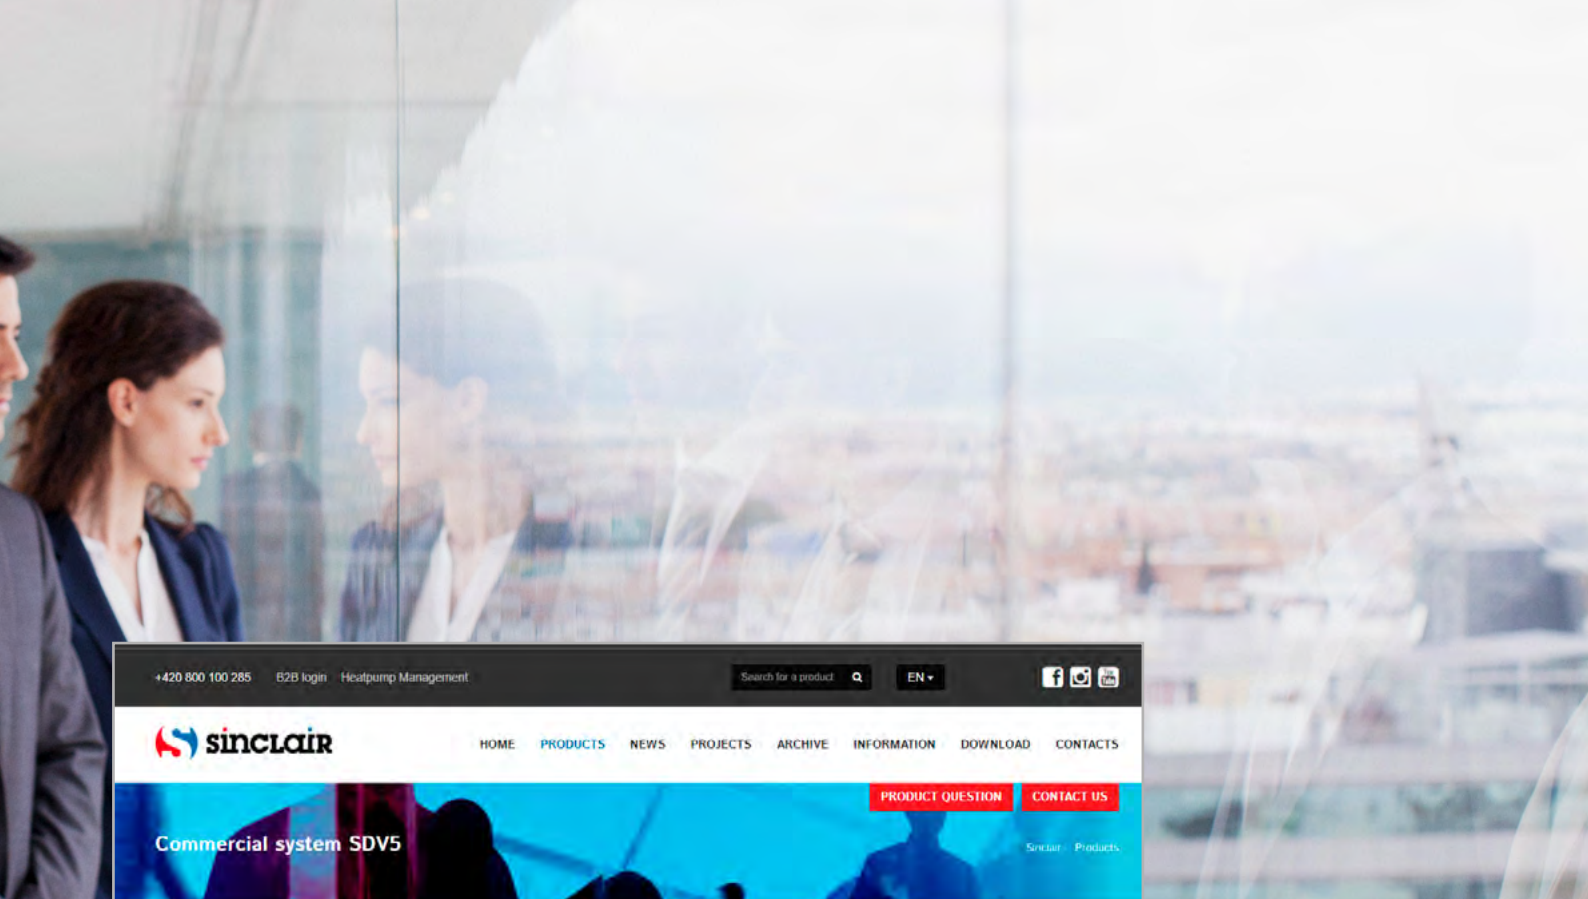 +420 800 100 285 B2B login Heatpump Management Search for a product EN
sinclair
HOME PRODUCTS NEWS PROJECTS ARCHIVE INFORMATION DOWNLOAD CONTACTS
PRODUCT QUESTION CONTACT US
Commercial system SDV5
Sinclair Products